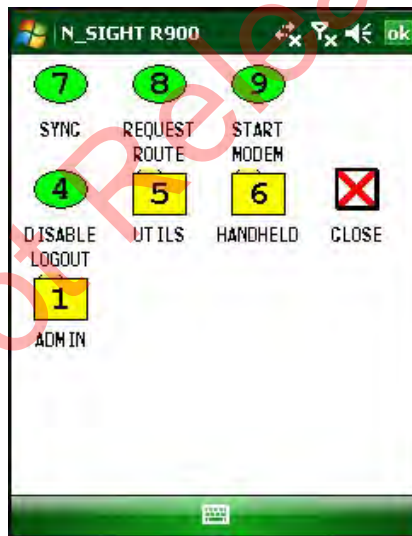 N_SIGHT R900 ok
7 8 9
SYNC REQUEST ROUTE START MODEM
4 5 6
DISABLE LOGOUT UTILS HANDHELD CLOSE
1
ADMIN